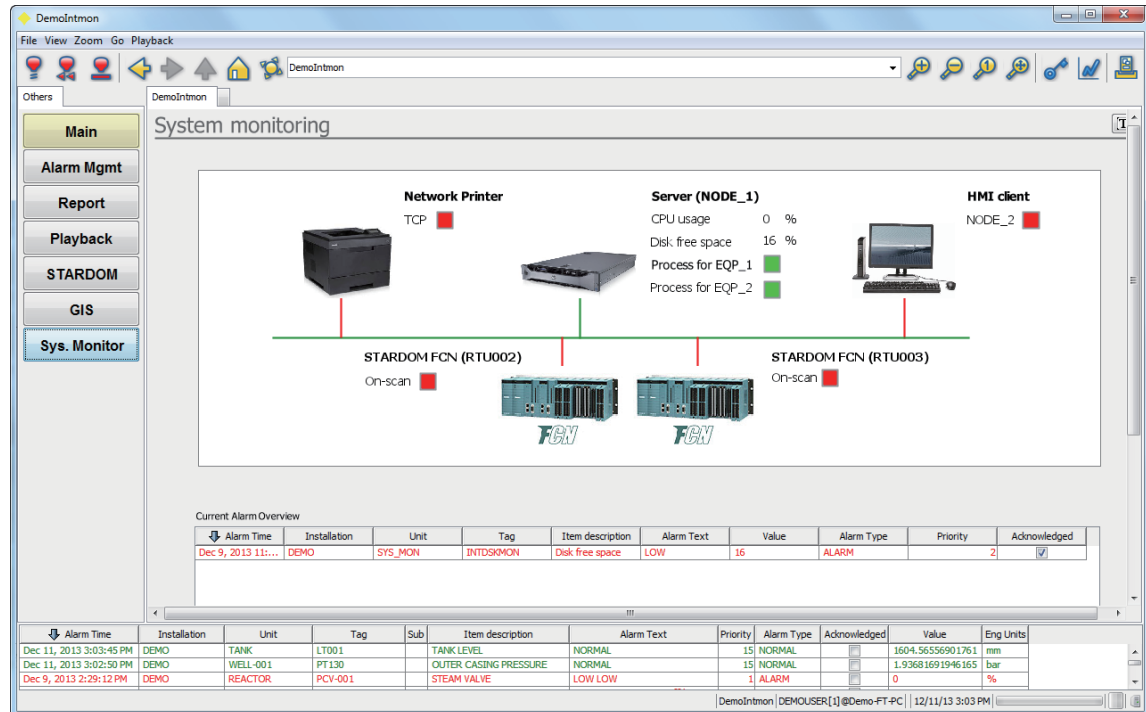 DemoIntmon
File View Zoom Go Playback
DemoIntmon
Others
DemoIntmon
Main
Alarm Mgmt
Report
Playback
STARDOM
GIS
Sys. Monitor
System monitoring
Network Printer
TCP
Server (NODE_1)
CPU usage 0 %
Disk free space 16 %
Process for EQP_1
Process for EQP_2
HMI client
NODE_2
STARDOM FCN (RTU002)
On-scan
STARDOM FCN (RTU003)
On-scan
FCN FCN
Current Alarm Overview
Alarm Time Installation Unit Tag Item description Alarm Text Value Alarm Type Priority Acknowledged
Dec 9, 2013 11:... DEMO SYS_MON INTDSKMON Disk free space LOW 16 ALARM 2
Alarm Time Installation Unit Tag Sub Item description Alarm Text Priority Alarm Type Acknowledged Value Eng Units
Dec 11, 2013 3:03:45 PM DEMO TANK LT001 TANK LEVEL NORMAL 15 NORMAL 1604.56556901761 mm
Dec 11, 2013 3:02:50 PM DEMO WELL-001 PT130 OUTER CASING PRESSURE NORMAL 15 NORMAL 1.93681691946165 bar
Dec 9, 2013 2:29:12 PM DEMO REACTOR PCV-001 STEAM VALVE LOW LOW 1 ALARM 0 %
DemoIntmon DEMOUSER[1]@Demo-FT-PC 12/11/13 3:03 PM